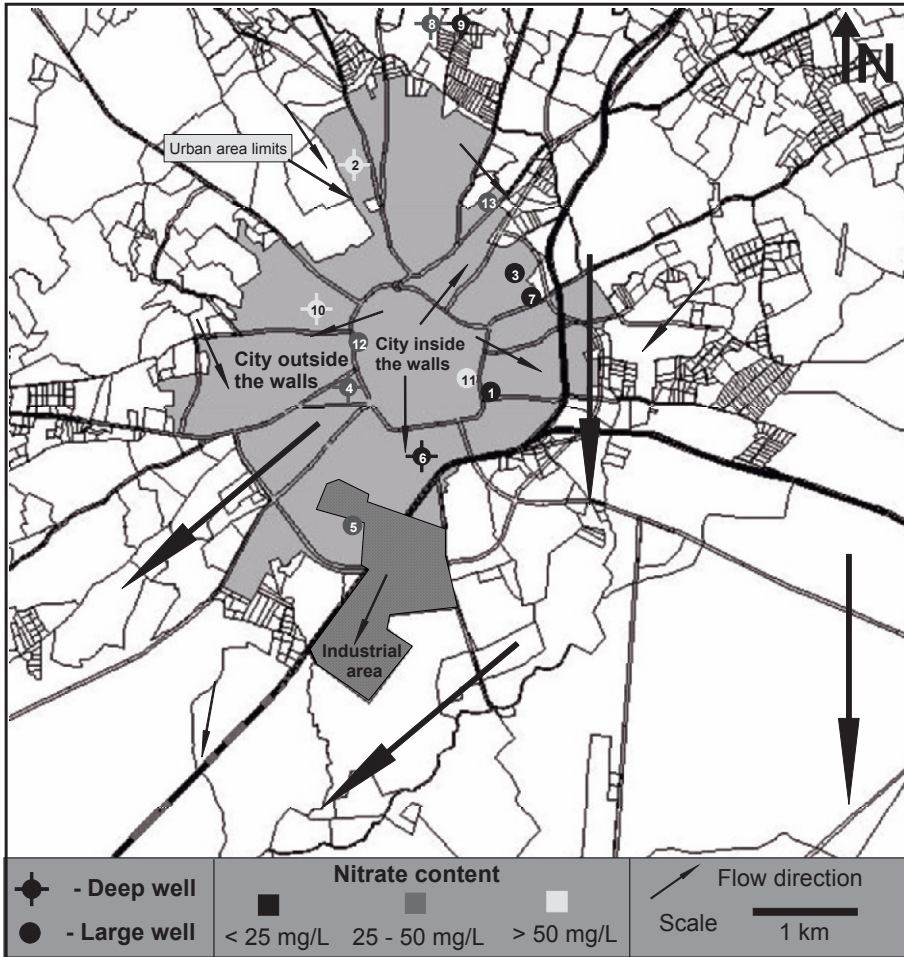 8
9
N
Urban area limits
2
13
3
7
10
12
City inside
the walls
City outside
the walls
11
4
1
6
5
Industrial
area
- Deep well
- Large well
Nitrate content
< 25 mg/L
25 - 50 mg/L
> 50 mg/L
Flow direction
Scale
1 km